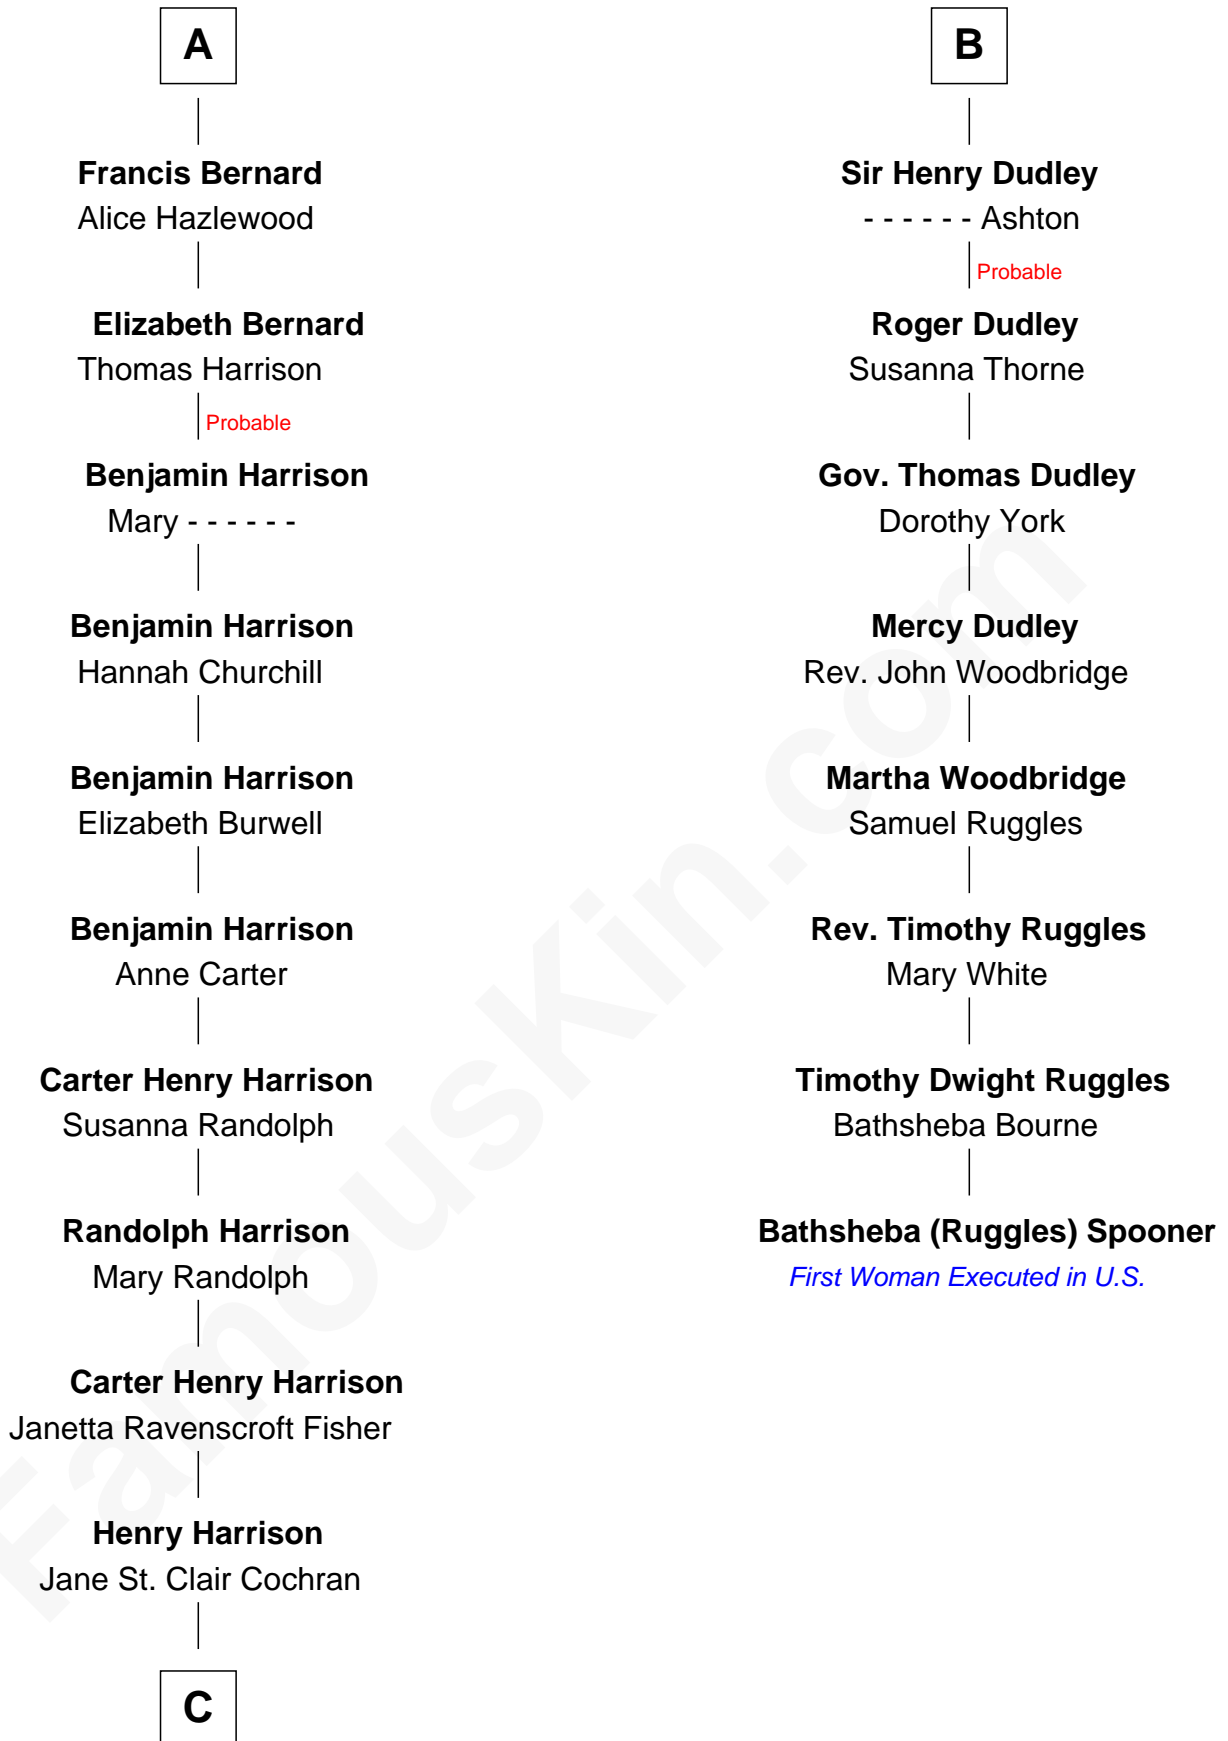 A
Francis Bernard
Alice Hazlewood
Elizabeth Bernard
Thomas Harrison
Probable
Benjamin Harrison
Mary - - - - - -
Benjamin Harrison
Hannah Churchill
Benjamin Harrison
Elizabeth Burwell
Benjamin Harrison
Anne Carter
Carter Henry Harrison
Susanna Randolph
Randolph Harrison
Mary Randolph
Carter Henry Harrison
Janetta Ravenscroft Fisher
Henry Harrison
Jane St. Clair Cochran
C
B
Sir Henry Dudley
- - - - - - Ashton
Probable
Roger Dudley
Susanna Thorne
Gov. Thomas Dudley
Dorothy York
Mercy Dudley
Rev. John Woodbridge
Martha Woodbridge
Samuel Ruggles
Rev. Timothy Ruggles
Mary White
Timothy Dwight Ruggles
Bathsheba Bourne
Bathsheba (Ruggles) Spooner
First Woman Executed in U.S.
FamousKin.com